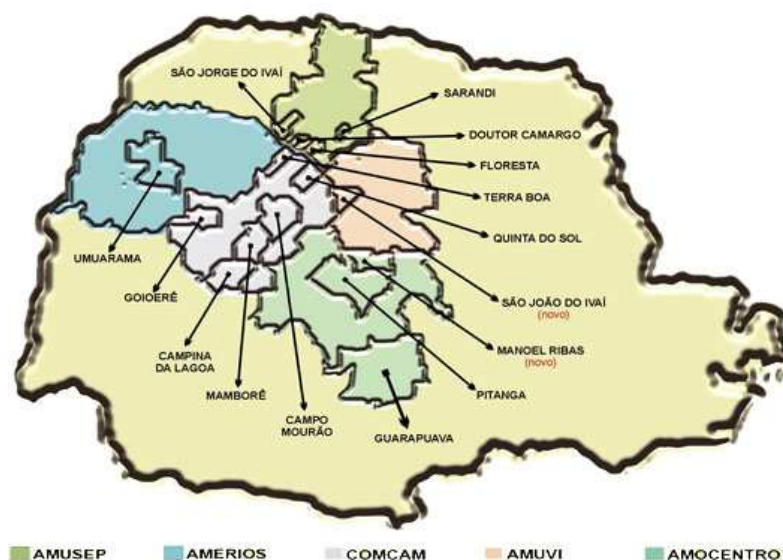 SÃO JORGE DO IVAÍ
SARANDI
DOUTOR CAMARGO
FLORESTA
TERRA BOA
QUINTA DO SOL
UMUARAMA
GOIOERÊ
SÃO JOÃO DO IVAÍ
(novo)
CAMPINA
DA LAGOA
MANOEL RIBAS
(novo)
MAMBORÊ
PITANGA
CAMPO
MOURÃO
GUARAPUAVA
AMUSEP
AMERIOS
COMCAM
AMUVI
AMOCENTRO